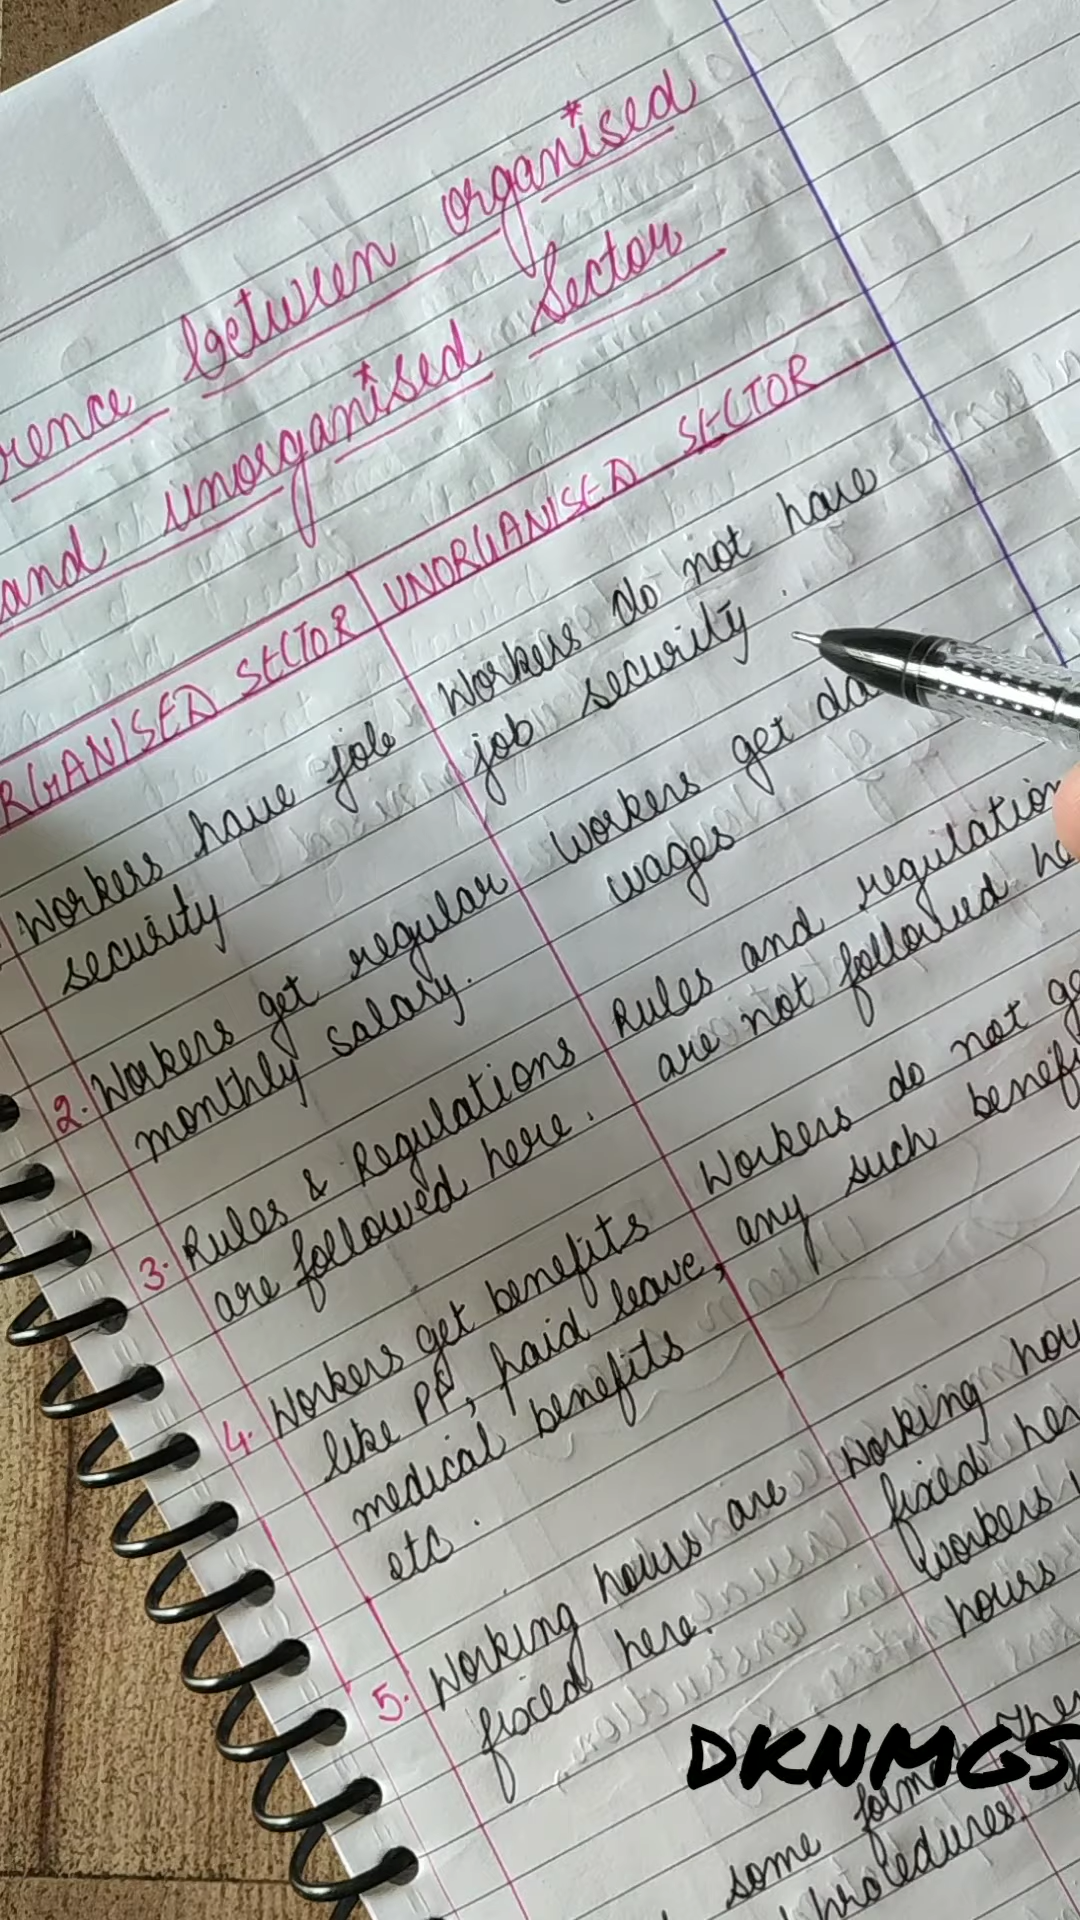 between organised
and unorganised Sector
ORGANISED SECTOR
UNORGANISED SECTOR
Workers have job
security
Workers do not have
job security.
2. Workers get regular
monthly salary.
Workers get
wages
3. Rules & Regulations
are followed here.
Rules and regulation
are not followed
4. Workers get benefits
like PF, paid leave,
medical benefits
etc.
Workers do not
any such
5. Working hours are
fixed here.
Working
fixed
workers
hours
some
procedures
DKNMGS